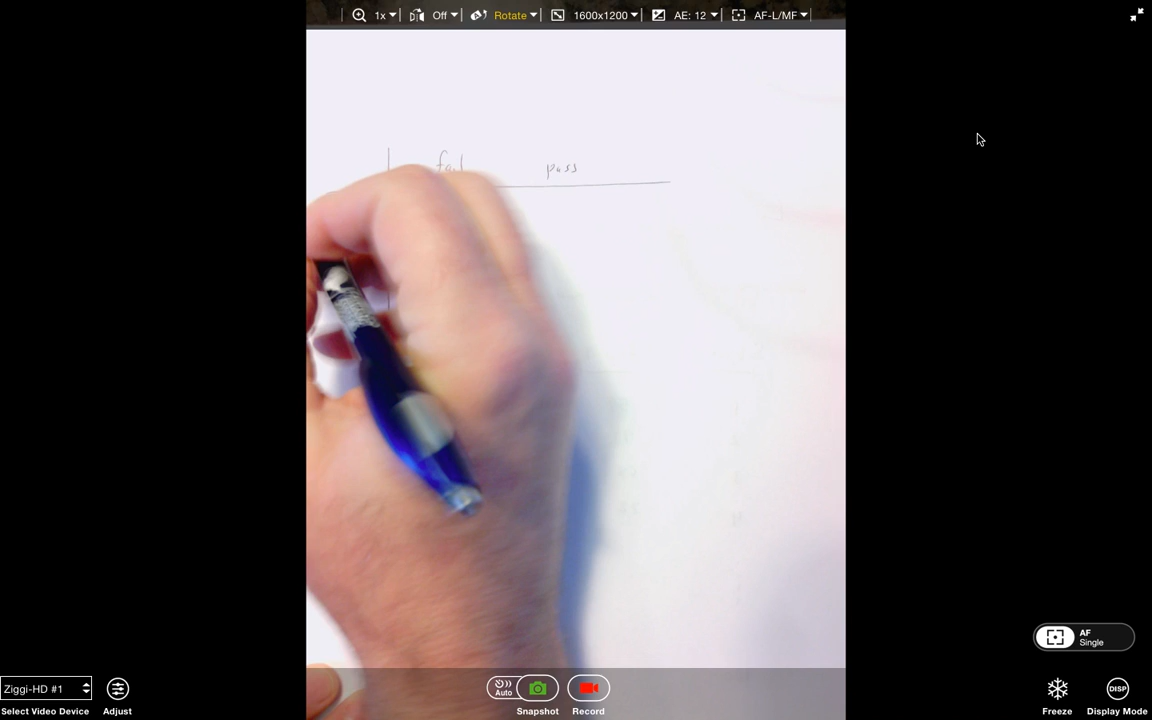 1x Off Rotate 1600x1200 AE: 12 AF-L/MF
fail pass
AF
Single
Ziggi-HD #1
Auto
Select Video Device Adjust Snapshot Record Freeze Display Mode
DISP